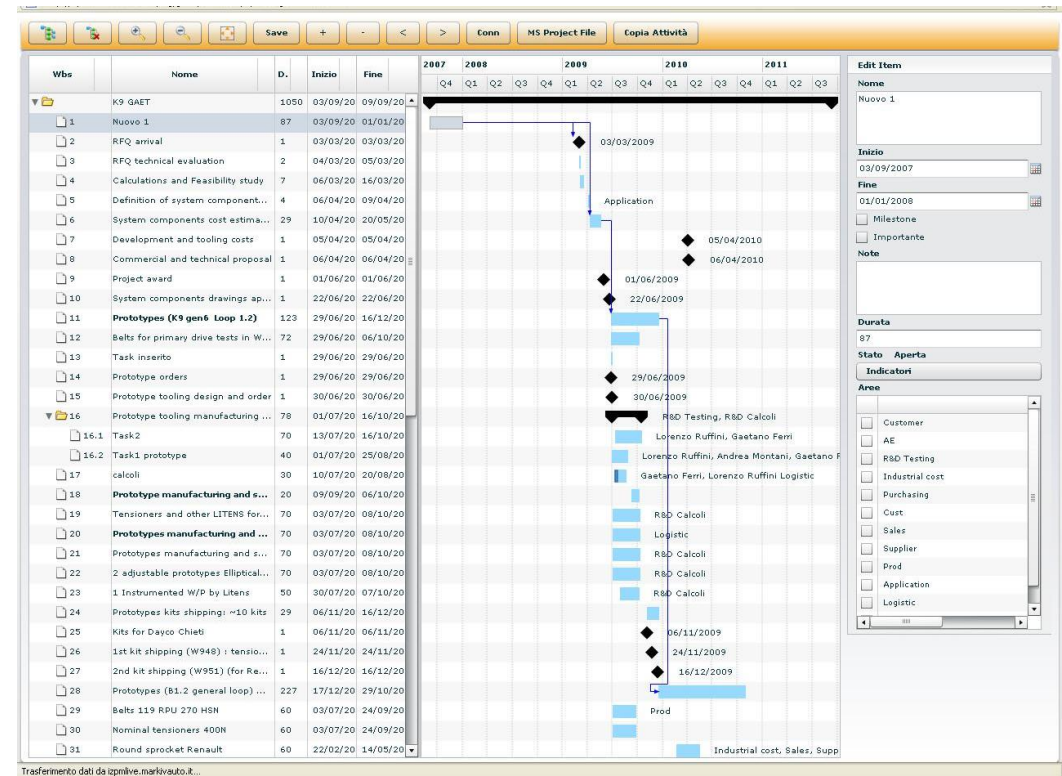 Save + - < > Conn MS Project File Copia Attività
Wbs Nome D. Inizio Fine
2007 2008 2009 2010 2011
Q4 Q1 Q2 Q3 Q4 Q1 Q2 Q3 Q4 Q1 Q2 Q3 Q4 Q1 Q2 Q3
K9 GAET 1050 03/09/20 09/09/20
1 Nuovo 1 87 03/09/20 01/01/20
2 RFQ arrival 1 03/03/20 03/03/20 03/03/2009
3 RFQ technical evaluation 2 04/03/20 05/03/20
4 Calculations and Feasibility study 7 06/03/20 16/03/20
5 Definition of system component... 4 06/04/20 09/04/20 Application
6 System components cost estima... 29 10/04/20 20/05/20
7 Development and tooling costs 1 05/04/20 05/04/20 05/04/2010
8 Commercial and technical proposal 1 06/04/20 06/04/20 06/04/2010
9 Project award 1 01/06/20 01/06/20 01/06/2009
10 System components drawings ap... 1 22/06/20 22/06/20 22/06/2009
11 Prototypes (K9 gen6 Loop 1.2) 123 29/06/20 16/12/20
12 Belts for primary drive tests in W... 72 29/06/20 06/10/20
13 Task inserito 1 29/06/20 29/06/20
14 Prototype orders 1 29/06/20 29/06/20 29/06/2009
15 Prototype tooling design and order 1 30/06/20 30/06/20 30/06/2009
16 Prototype tooling manufacturing ... 78 01/07/20 16/10/20 R&D Testing, R&D Calcoli
16.1 Task2 70 13/07/20 16/10/20 Lorenzo Ruffini, Gaetano Ferri
16.2 Task1 prototype 40 01/07/20 25/08/20 Lorenzo Ruffini, Andrea Montani, Gaetano F
17 calcoli 30 10/07/20 20/08/20 Gaetano Ferri, Lorenzo Ruffini Logistic
18 Prototype manufacturing and s... 20 09/09/20 06/10/20
19 Tensioners and other LITENS for... 70 03/07/20 08/10/20 R&D Calcoli
20 Prototypes manufacturing and ... 70 03/07/20 08/10/20 Logistic
21 Prototypes manufacturing and s... 70 03/07/20 08/10/20 R&D Calcoli
22 2 adjustable prototypes Elliptical... 70 03/07/20 08/10/20 R&D Calcoli
23 1 Instrumented W/P by Litens 50 30/07/20 07/10/20 R&D Calcoli
24 Prototypes kits shipping: ~10 kits 29 06/11/20 16/12/20
25 Kits for Dayco Chieti 1 06/11/20 06/11/20 06/11/2009
26 1st kit shipping (W948) : tensio... 1 24/11/20 24/11/20 24/11/2009
27 2nd kit shipping (W951) (for Re... 1 16/12/20 16/12/20 16/12/2009
28 Prototypes (B1.2 general loop) ... 227 17/12/20 29/10/20
29 Belts 119 RPU 270 HSN 60 03/07/20 24/09/20 Prod
30 Nominal tensioners 400N 60 03/07/20 24/09/20
31 Round sprocket Renault 60 22/02/20 14/05/20 Industrial cost, Sales, Supp
Edit Item
Nome
Nuovo 1
Inizio
03/09/2007
Fine
01/01/2008
Milestone
Importante
Note
Durata
87
Stato Aperta
Indicatori
Aree
Customer
AE
R&D Testing
Industrial cost
Purchasing
Cust
Sales
Supplier
Prod
Application
Logistic
Trasferimento dati da izpmlive.markivauto.it...